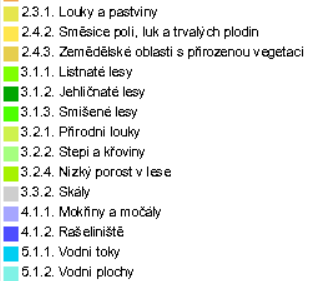 2.3.1. Louky a pastviny
2.4.2. Směsice polí, luk a trvalých plodin
2.4.3. Zemědělské oblasti s přirozenou vegetací
3.1.1. Listnaté lesy
3.1.2. Jehličnaté lesy
3.1.3. Smíšené lesy
3.2.1. Přírodní louky
3.2.2. Stepi a křoviny
3.2.4. Nízký porost v lese
3.3.2. Skály
4.1.1. Mokřiny a močály
4.1.2. Rašeliniště
5.1.1. Vodní toky
5.1.2. Vodní plochy